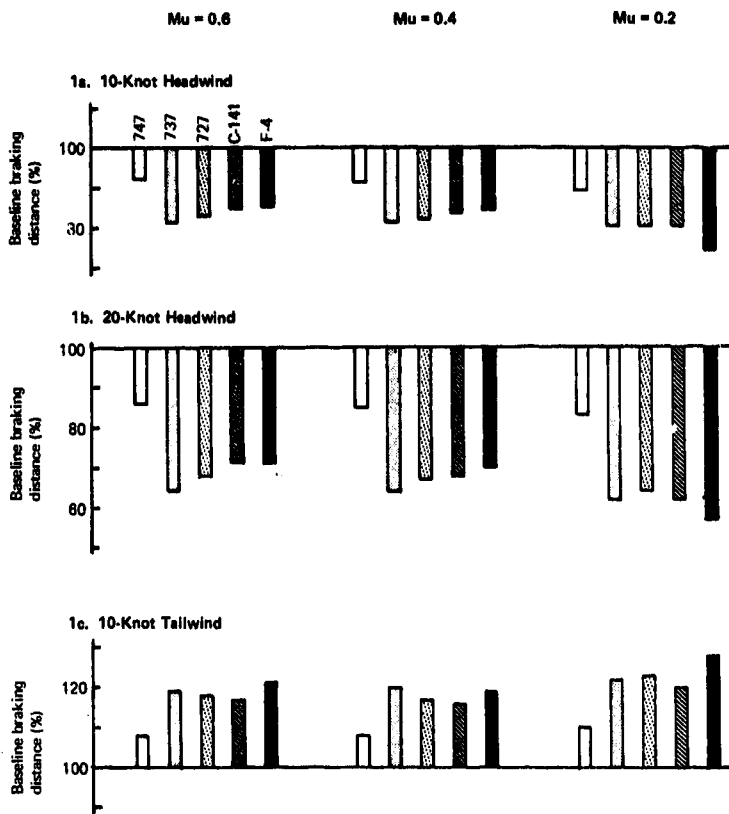 Mu = 0.6 Mu = 0.4 Mu = 0.2
1a. 10-Knot Headwind
747 737 727 C-141 F-4
Baseline braking
distance (%)
100
30
1b. 20-Knot Headwind
Baseline braking
distance (%)
100
80
60
1c. 10-Knot Tailwind
Baseline braking
distance (%)
120
100